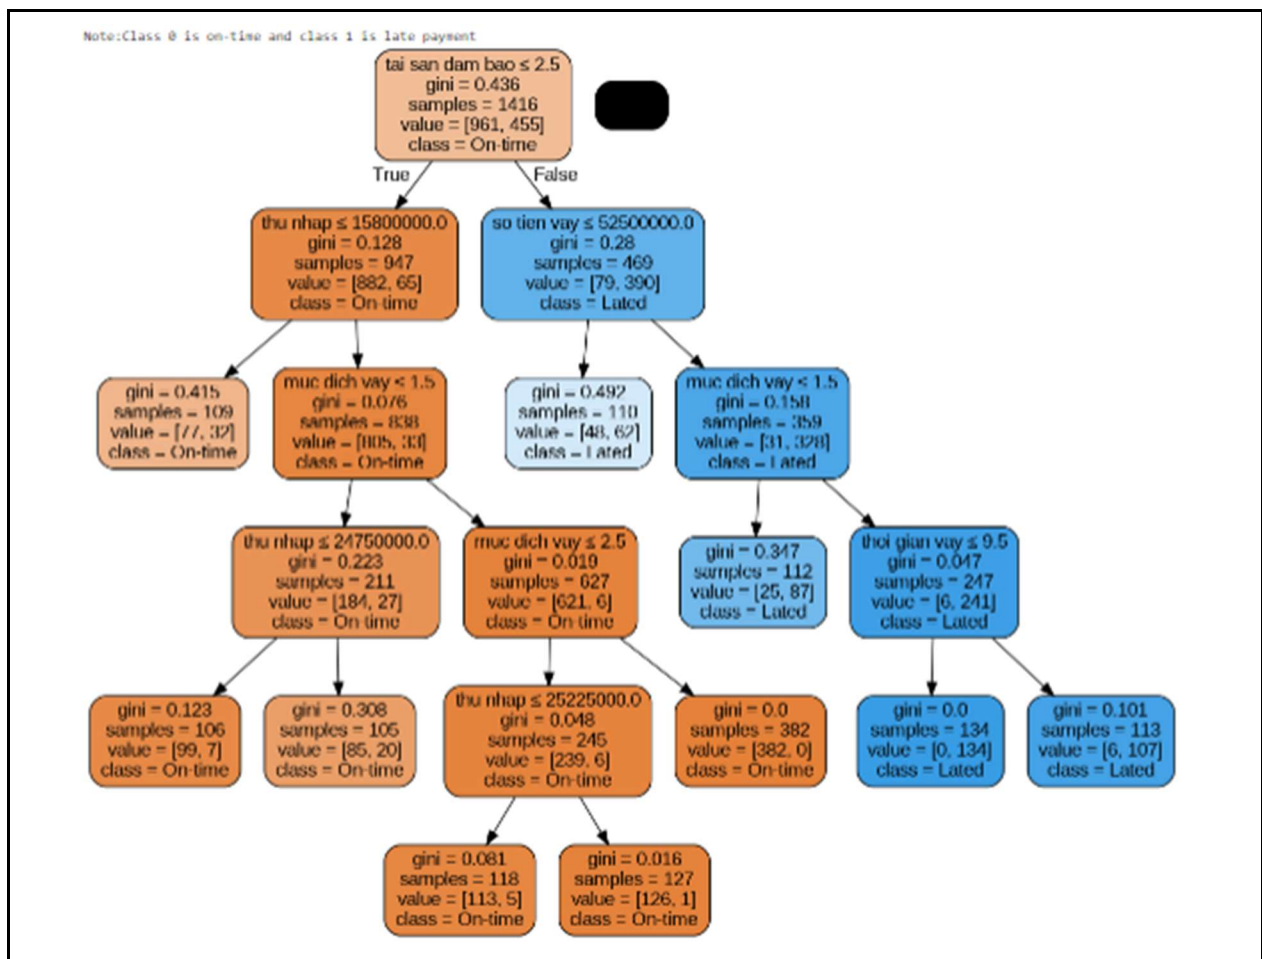 Note:Class 0 is on-time and class 1 is late payment
tai san dam bao ≤ 2.5
gini = 0.436
samples = 1416
value = [961, 455]
class = On-time
True
False
thu nhap ≤ 15800000.0
gini = 0.128
samples = 947
value = [882, 65]
class = On-time
so tien vay ≤ 52500000.0
gini = 0.28
samples = 469
value = [79, 390]
class = Lated
gini = 0.415
samples = 109
value = [77, 32]
class = On-time
muc dich vay ≤ 1.5
gini = 0.076
samples = 838
value = [805, 33]
class = On-time
gini = 0.492
samples = 110
value = [48, 62]
class = Lated
muc dich vay ≤ 1.5
gini = 0.158
samples = 359
value = [31, 328]
class = Lated
thu nhap ≤ 24750000.0
gini = 0.223
samples = 211
value = [184, 27]
class = On-time
muc dich vay ≤ 2.5
gini = 0.019
samples = 627
value = [621, 6]
class = On-time
gini = 0.347
samples = 112
value = [25, 87]
class = Lated
thoi gian vay ≤ 9.5
gini = 0.047
samples = 247
value = [6, 241]
class = Lated
gini = 0.123
samples = 106
value = [99, 7]
class = On-time
gini = 0.308
samples = 105
value = [85, 20]
class = On-time
thu nhap ≤ 25225000.0
gini = 0.048
samples = 245
value = [239, 6]
class = On-time
gini = 0.0
samples = 382
value = [382, 0]
class = On-time
gini = 0.0
samples = 134
value = [0, 134]
class = Lated
gini = 0.101
samples = 113
value = [6, 107]
class = Lated
gini = 0.081
samples = 118
value = [113, 5]
class = On-time
gini = 0.016
samples = 127
value = [126, 1]
class = On-time